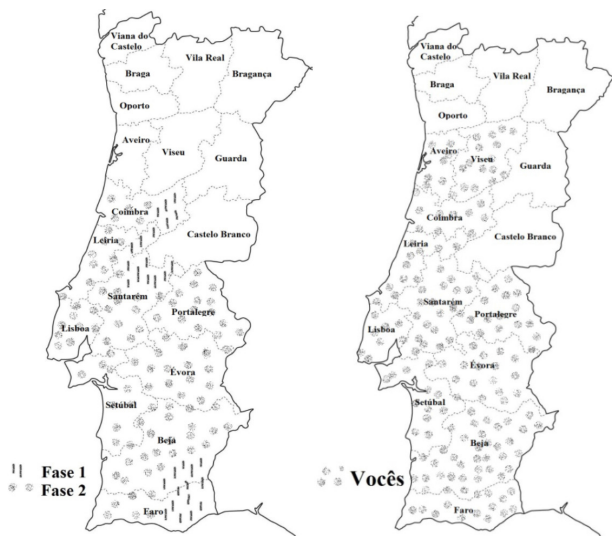 Viana do
Castelo
Vila Real
Bragança
Braga
Oporto
Aveiro
Viseu
Guarda
Coimbra
Castelo Branco
Leiria
Santarém
Portalegre
Lisboa
Évora
Setúbal
Beja
Faro
Fase 1
Fase 2
Viana do
Castelo
Vila Real
Bragança
Braga
Oporto
Aveiro
Viseu
Guarda
Coimbra
Castelo Branco
Leiria
Santarém
Portalegre
Lisboa
Évora
Setúbal
Beja
Faro
Vocês